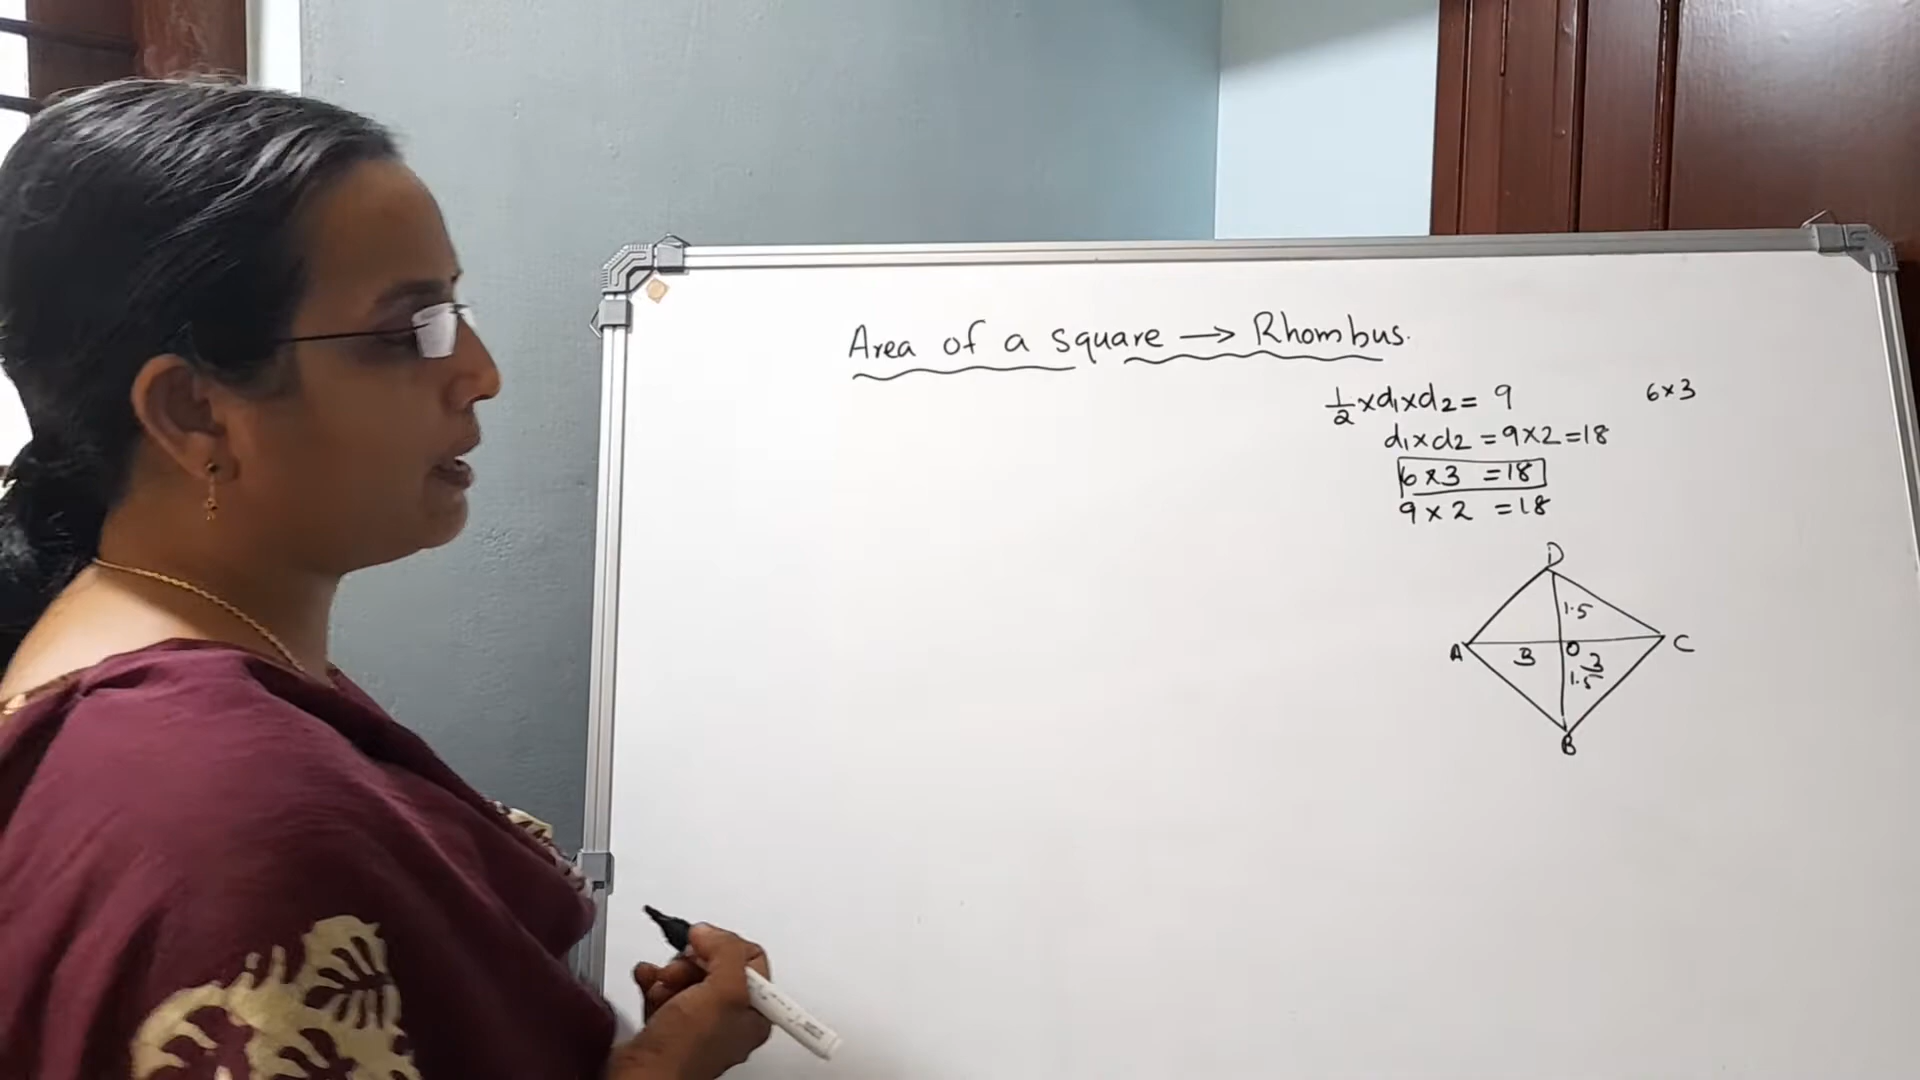 Area of a square → Rhombus.
1/2 × d1 × d2 = 9
6 × 3
d1 × d2 = 9 × 2 = 18
6 × 3 = 18
9 × 2 = 18
D
1.5
A
3
O
3
C
1.5
B